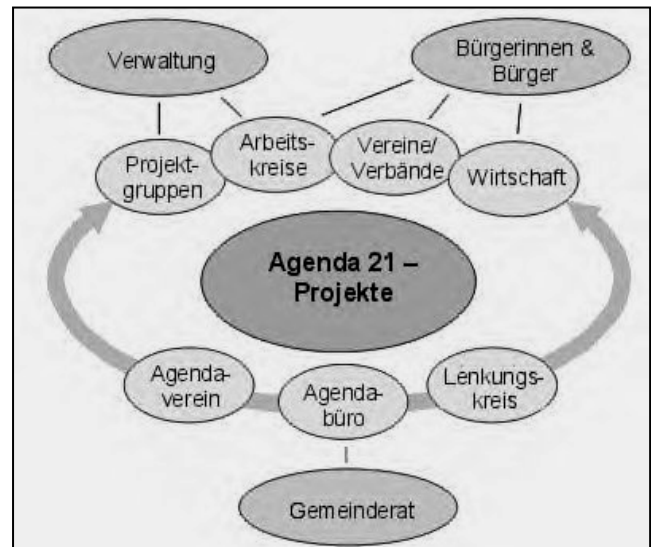 Verwaltung
Bürgerinnen &
Bürger
Projekt-
gruppen
Arbeits-
kreise
Vereine/
Verbände
Wirtschaft
Agenda 21 –
Projekte
Agenda-
verein
Agenda-
büro
Lenkungs-
kreis
Gemeinderat